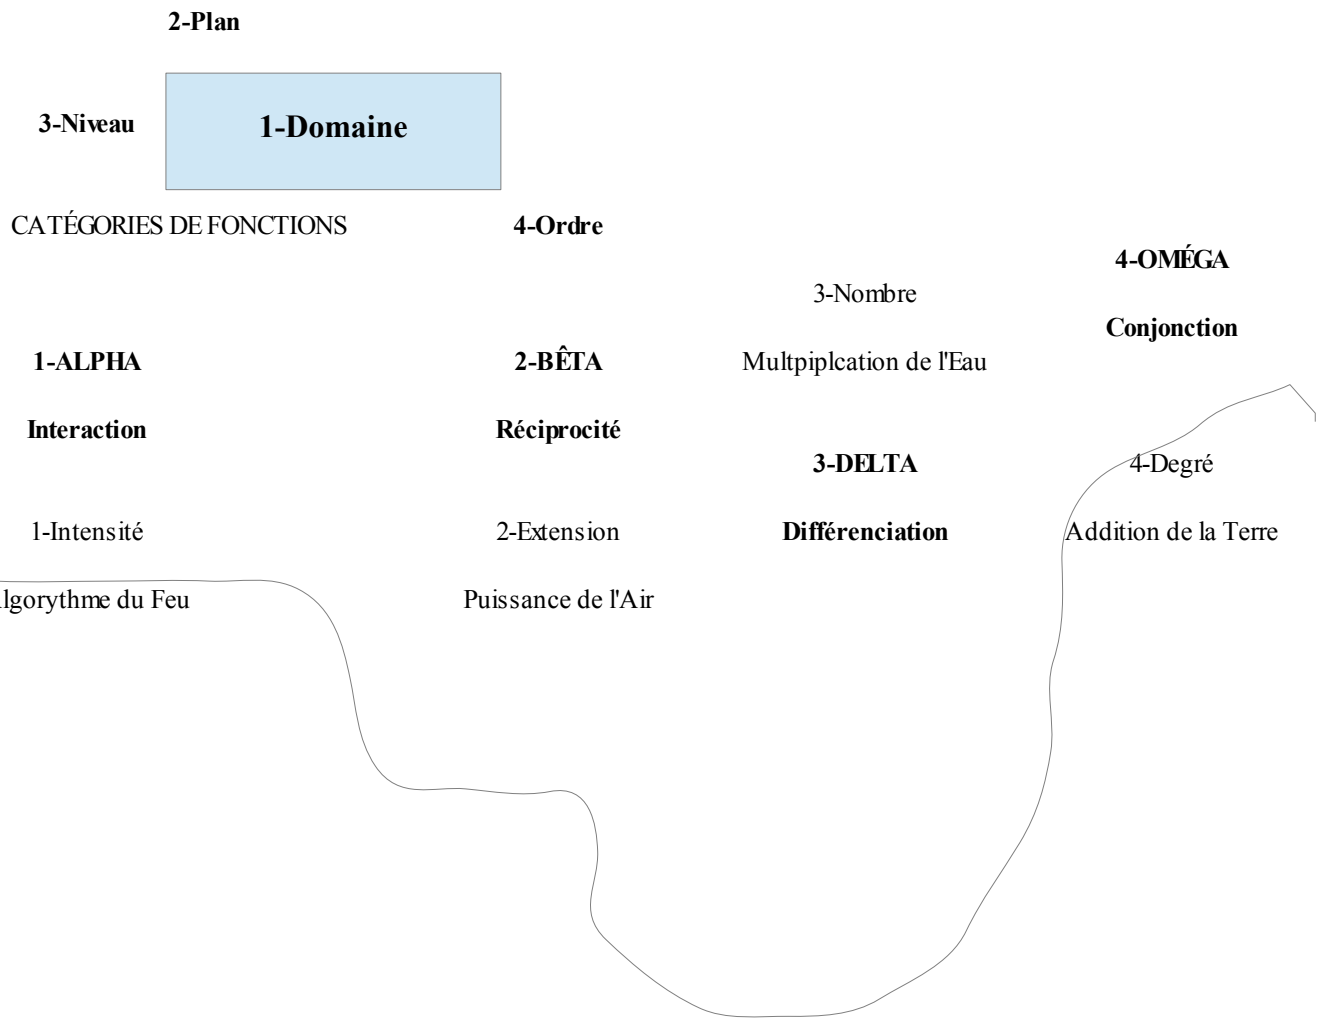 2-Plan
3-Niveau
1-Domaine
CATÉGORIES DE FONCTIONS
4-Ordre
1-ALPHA
Interaction
1-Intensité
lgorythme du Feu
2-BÊTA
Réciprocité
2-Extension
Puissance de l'Air
3-Nombre
Multpiplcation de l'Eau
3-DELTA
Différenciation
4-OMÉGA
Conjonction
4-Degré
Addition de la Terre